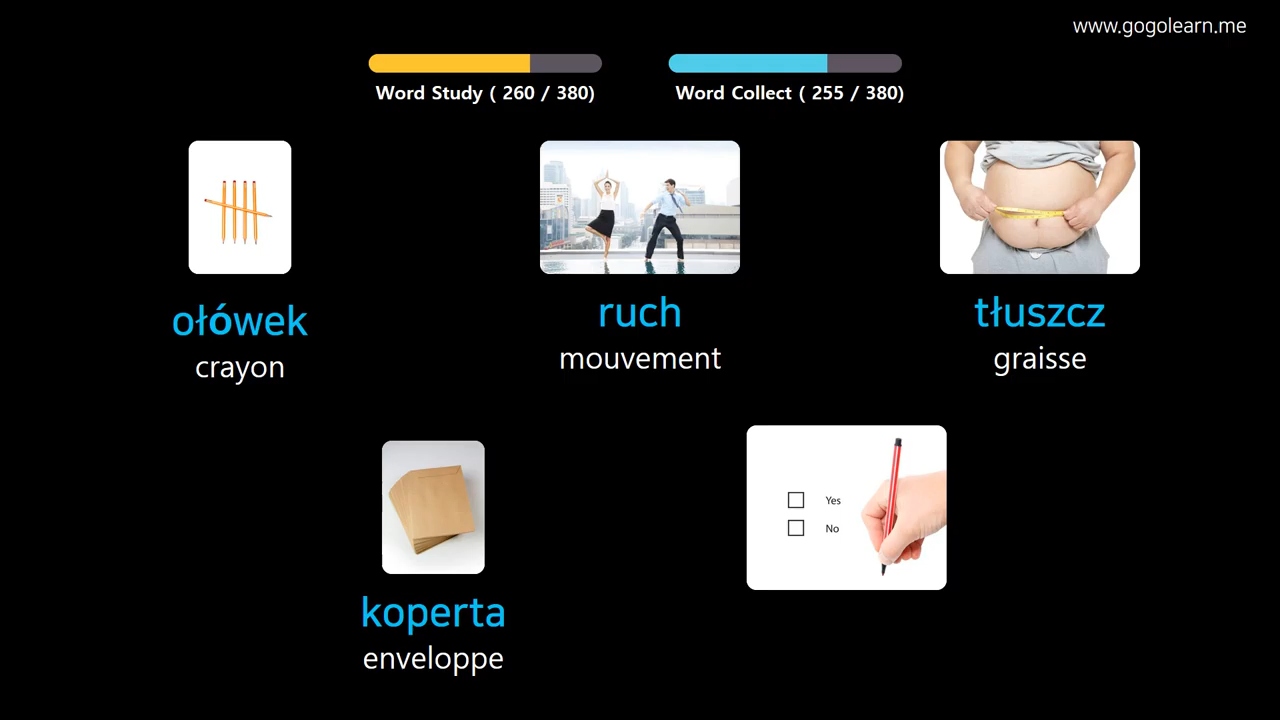 www.gogolearn.me
Word Study ( 260 / 380)
Word Collect ( 255 / 380)
ołówek
crayon
ruch
mouvement
tłuszcz
graisse
Yes
No
koperta
enveloppe